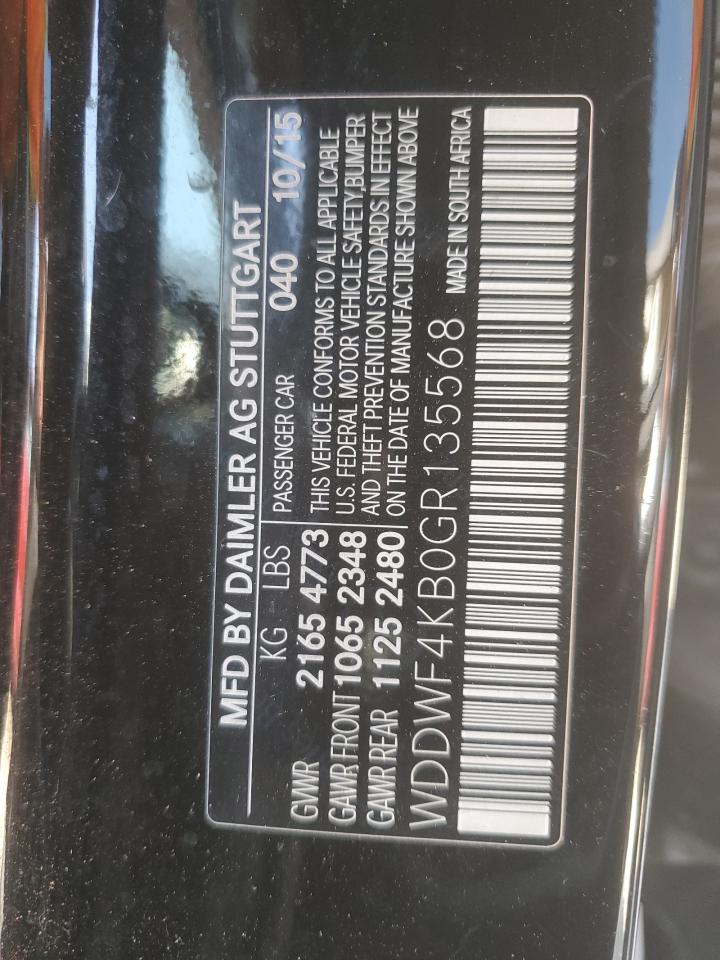 MFD BY DAIMLER AG STUTTGART
KG LBS PASSENGER CAR 040 10/15
GWR 2165 4773 THIS VEHICLE CONFORMS TO ALL APPLICABLE
GAWR FRONT 1065 2348 U.S. FEDERAL MOTOR VEHICLE SAFETY,BUMPER
GAWR REAR 1125 2480 AND THEFT PREVENTION STANDARDS IN EFFECT
ON THE DATE OF MANUFACTURE SHOWN ABOVE
WDDWF4KB0GR135568 MADE IN SOUTH AFRICA